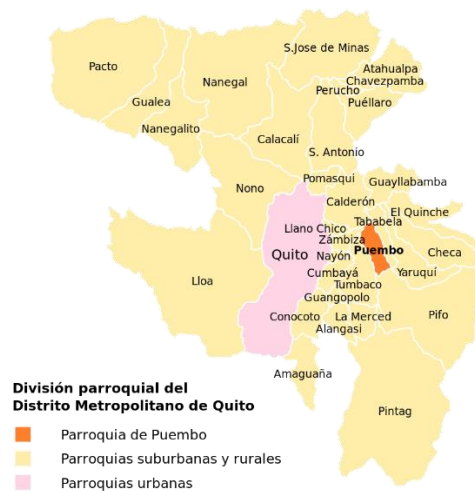 S.Jose de Minas
Pacto
Nanegal
Atahualpa
Chavezpamba
Perucho
Gualea
Puéllaro
Nanegalito
Calacalí
S. Antonio
Pomasqui
Guayllabamba
Nono
Calderón
El Quinche
Tababela
Llano Chico
Zámbiza
Quito
Nayón
Puembo
Checa
Lloa
Cumbayá
Yaruquí
Tumbaco
Guangopolo
Conocoto
La Merced
Pifo
Alangasi
Amaguaña
Pintag
División parroquial del
Distrito Metropolitano de Quito
Parroquia de Puembo
Parroquias suburbanas y rurales
Parroquias urbanas